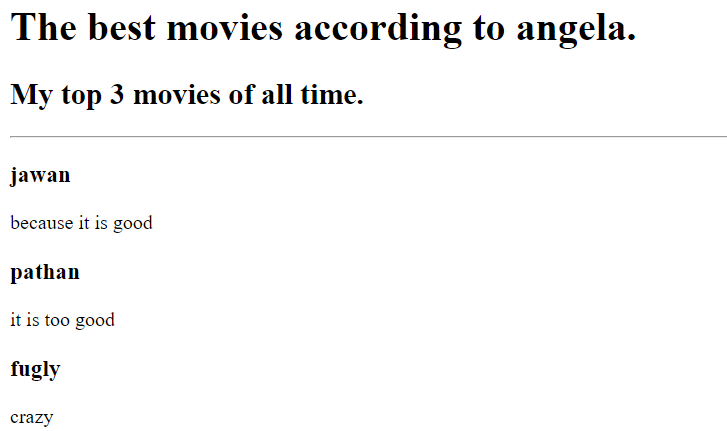 The best movies according to angela.
My top 3 movies of all time.
jawan
because it is good
pathan
it is too good
fugly
crazy